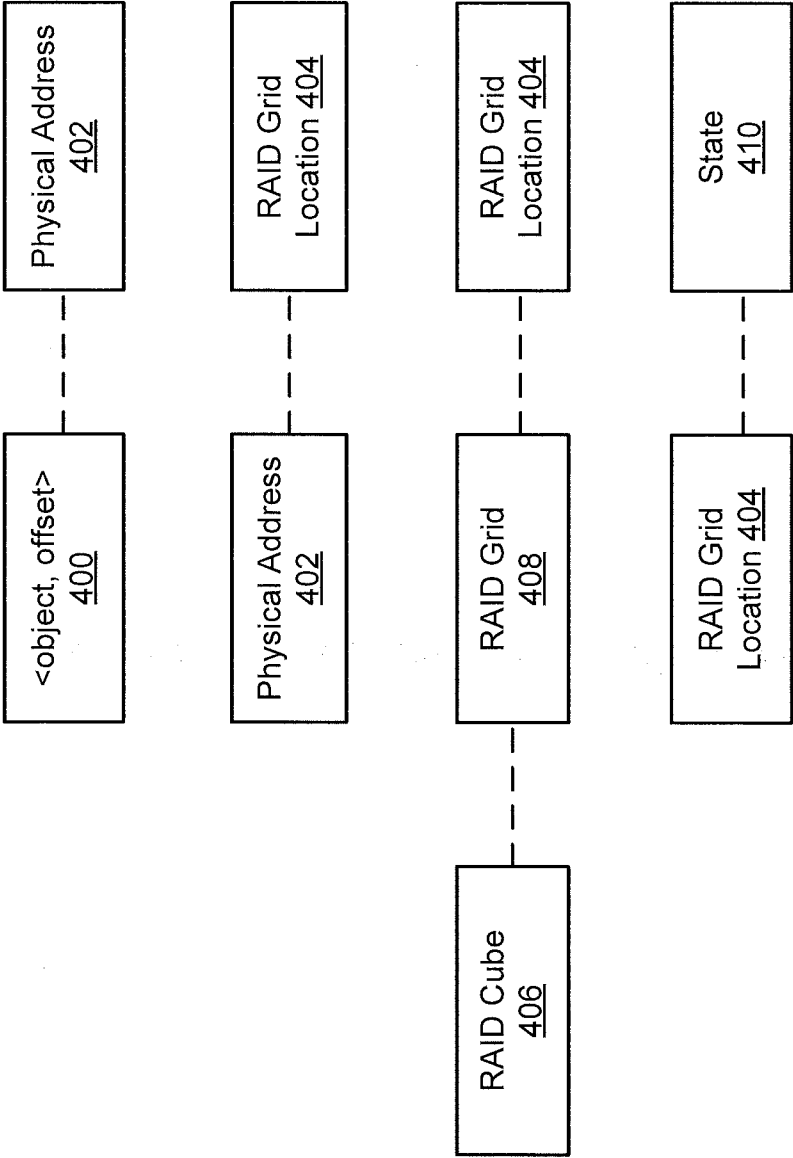 <object, offset>
400
Physical Address
402
Physical Address
402
RAID Grid
Location 404
RAID Cube
406
RAID Grid
408
RAID Grid
Location 404
RAID Grid
Location 404
State
410